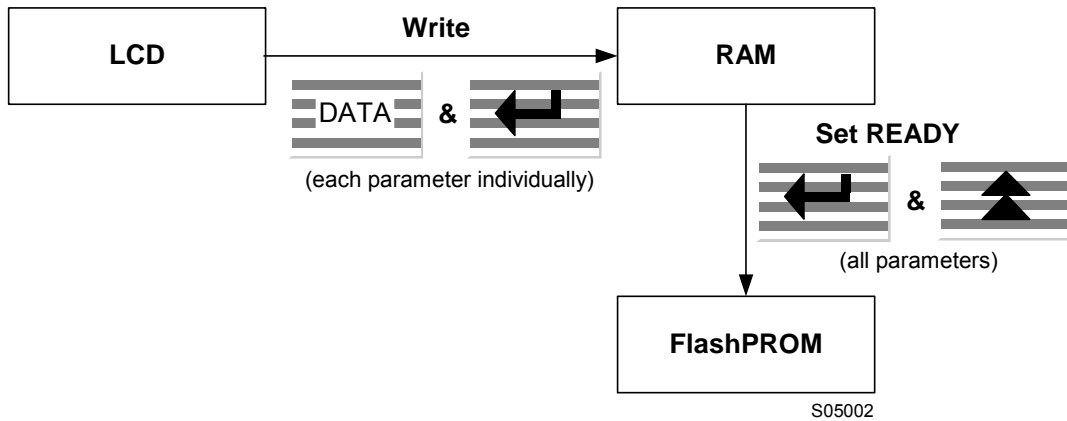 LCD
Write
RAM
DATA
&
(each parameter individually)
Set READY
&
(all parameters)
FlashPROM
S05002